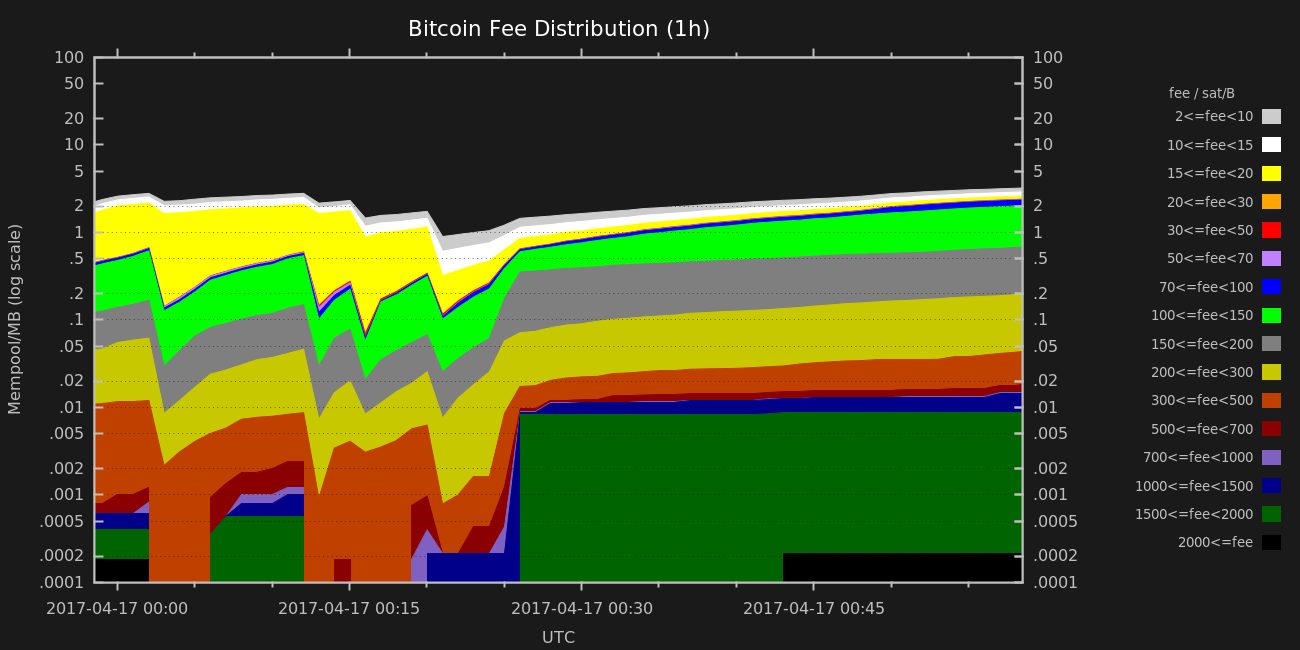 Bitcoin Fee Distribution (1h)
Mempool/MB (log scale)
100
50
20
10
5
2
1
.5
.2
.1
.05
.02
.01
.005
.002
.001
.0005
.0002
.0001
100
50
20
10
5
2
1
.5
.2
.1
.05
.02
.01
.005
.002
.001
.0005
.0002
.0001
2017-04-17 00:00
2017-04-17 00:15
2017-04-17 00:30
2017-04-17 00:45
UTC
fee / sat/B
2<=fee<10
10<=fee<15
15<=fee<20
20<=fee<30
30<=fee<50
50<=fee<70
70<=fee<100
100<=fee<150
150<=fee<200
200<=fee<300
300<=fee<500
500<=fee<700
700<=fee<1000
1000<=fee<1500
1500<=fee<2000
2000<=fee